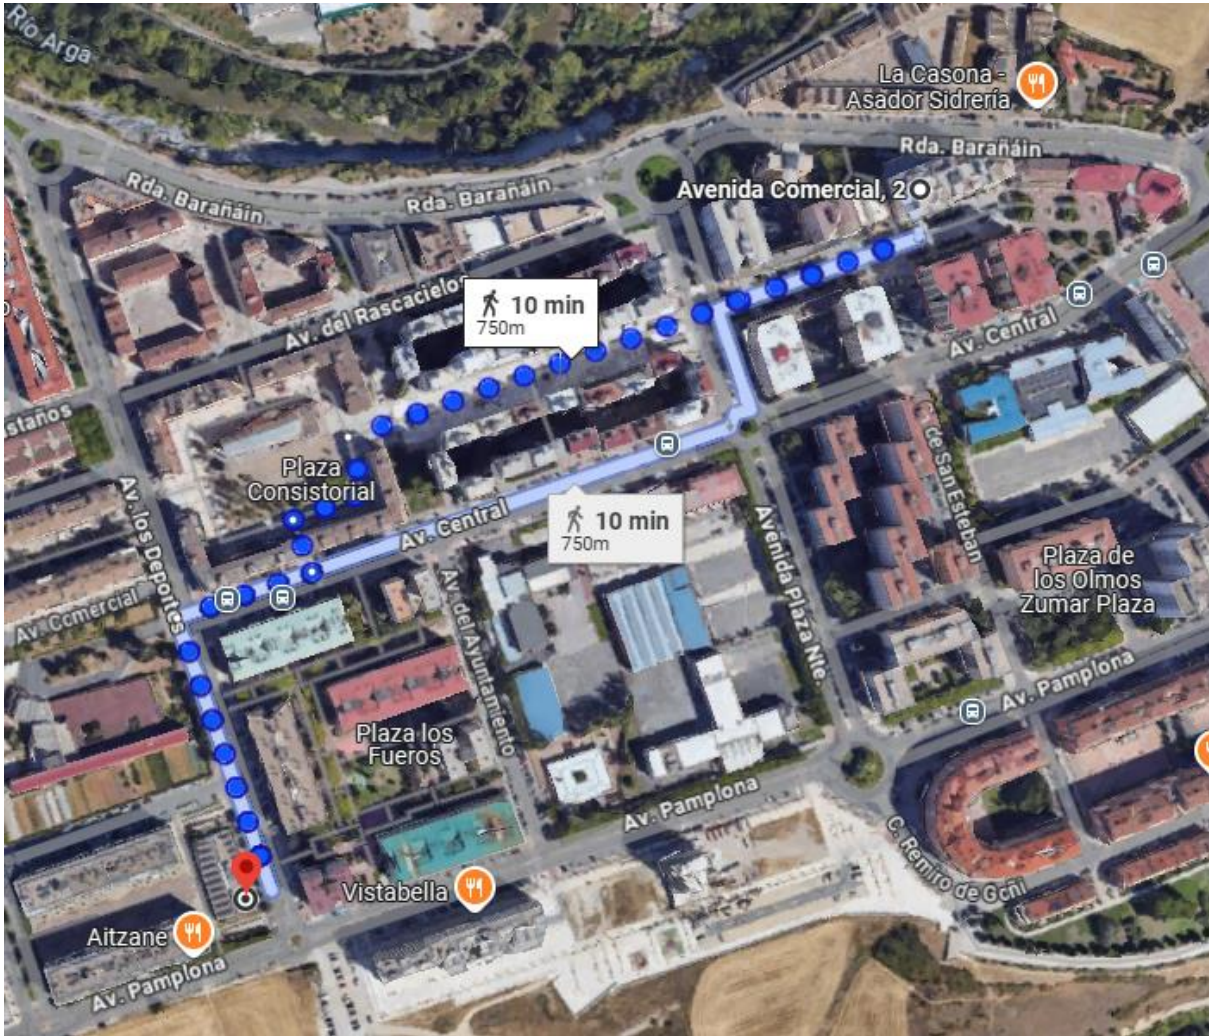 Río Arga
La Casona -
Asador Sidrería
Rda. Barañáin
Rda. Barañáin
Rda. Barañáin
Avenida Comercial, 2
10 min
750m
Av. del Rascacielos
Av. Central
staños
Plaza
Consistorial
de San Esteban
Av. los Deportes
Av. Central
10 min
750m
Avenida Plaza Nte.
Plaza de
los Olmos
Zumar Plaza
Av. Comercial
Av. del Ayuntamiento
Av. Pamplona
Plaza los
Fueros
Av. Pamplona
C. Remiro de Goñi
Vistabella
Aitzane
Av. Pamplona